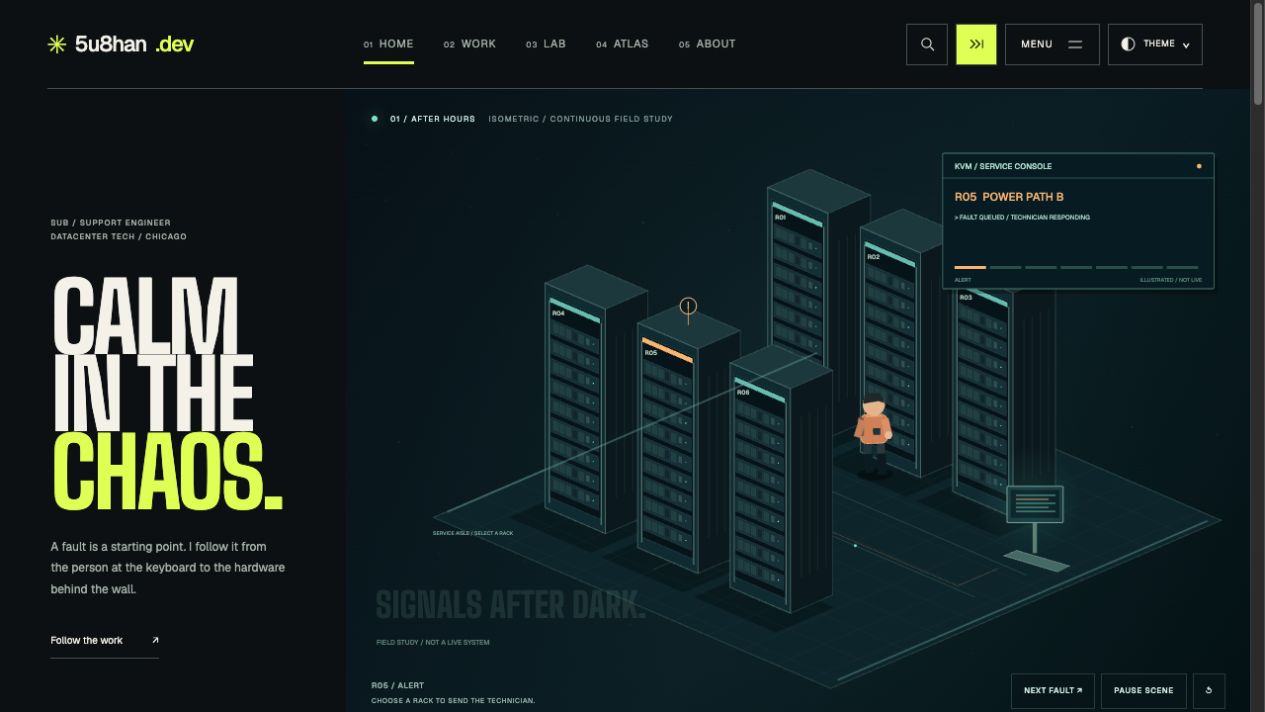 5u8han .dev
01 HOME
02 WORK
03 LAB
04 ATLAS
05 ABOUT
MENU
THEME
01 / AFTER HOURS ISOMETRIC / CONTINUOUS FIELD STUDY
SUB / SUPPORT ENGINEER
DATACENTER TECH / CHICAGO
CALM
IN THE
CHAOS.
A fault is a starting point. I follow it from
the person at the keyboard to the hardware
behind the wall.
Follow the work ↗
KVM / SERVICE CONSOLE
R05 POWER PATH B
> FAULT QUEUED / TECHNICIAN RESPONDING
ALERT
ILLUSTRATED / NOT LIVE
R01
R02
R03
R04
R05
R06
SERVICE AISLE / SELECT A RACK
SIGNALS AFTER DARK.
FIELD STUDY / NOT A LIVE SYSTEM
R05 / ALERT
CHOOSE A RACK TO SEND THE TECHNICIAN.
NEXT FAULT ↗
PAUSE SCENE